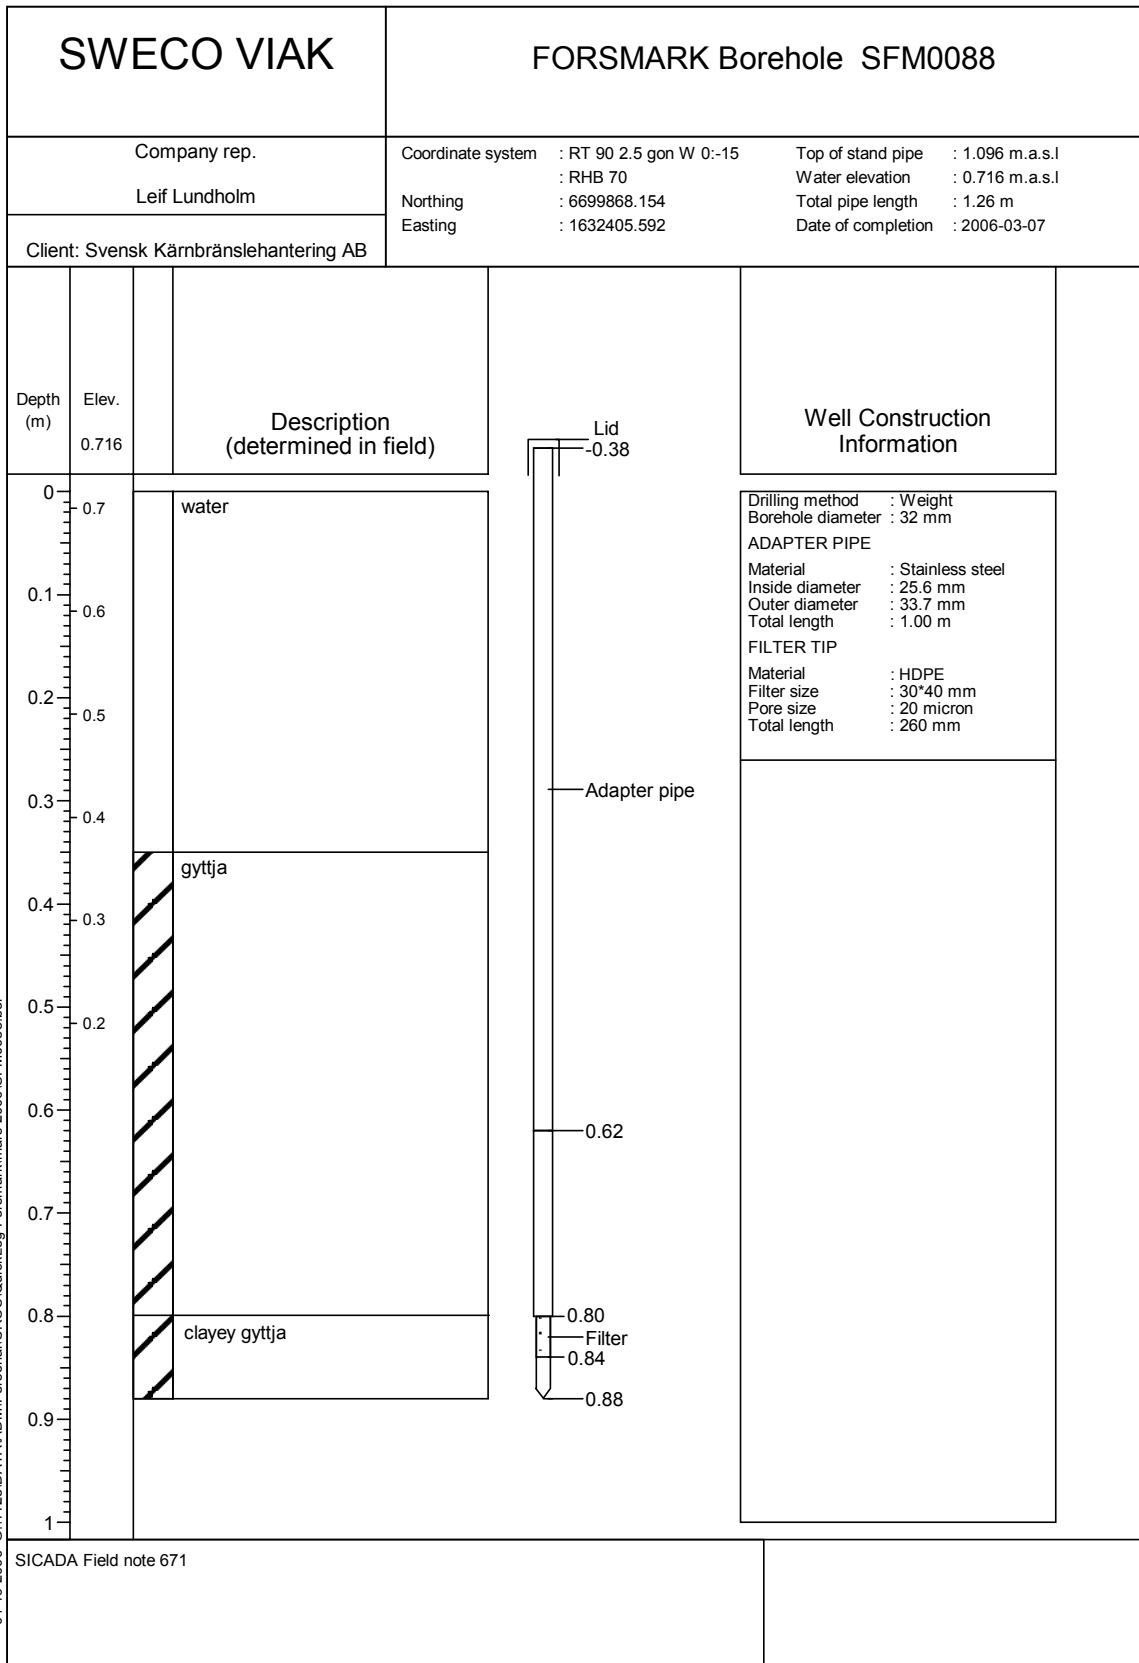 SWECO VIAK
FORSMARK Borehole SFM0088
Company rep.
Leif Lundholm
Client: Svensk Kärnbränslehantering AB
Coordinate system : RT 90 2.5 gon W 0:-15
: RHB 70
Northing : 6699868.154
Easting : 1632405.592
Top of stand pipe : 1.096 m.a.s.l
Water elevation : 0.716 m.a.s.l
Total pipe length : 1.26 m
Date of completion : 2006-03-07
Depth
(m)
Elev.
0.716
Description
(determined in field)
Lid
-0.38
Well Construction
Information
0
0.1
0.2
0.3
0.4
0.5
0.6
0.7
0.8
0.9
1
0.7
0.6
0.5
0.4
0.3
0.2
water
gyttja
clayey gyttja
Adapter pipe
0.62
0.80
Filter
0.84
0.88
Drilling method : Weight
Borehole diameter : 32 mm
ADAPTER PIPE
Material : Stainless steel
Inside diameter : 25.6 mm
Outer diameter : 33.7 mm
Total length : 1.00 m
FILTER TIP
Material : HDPE
Filter size : 30*40 mm
Pore size : 20 micron
Total length : 260 mm
SICADA Field note 671